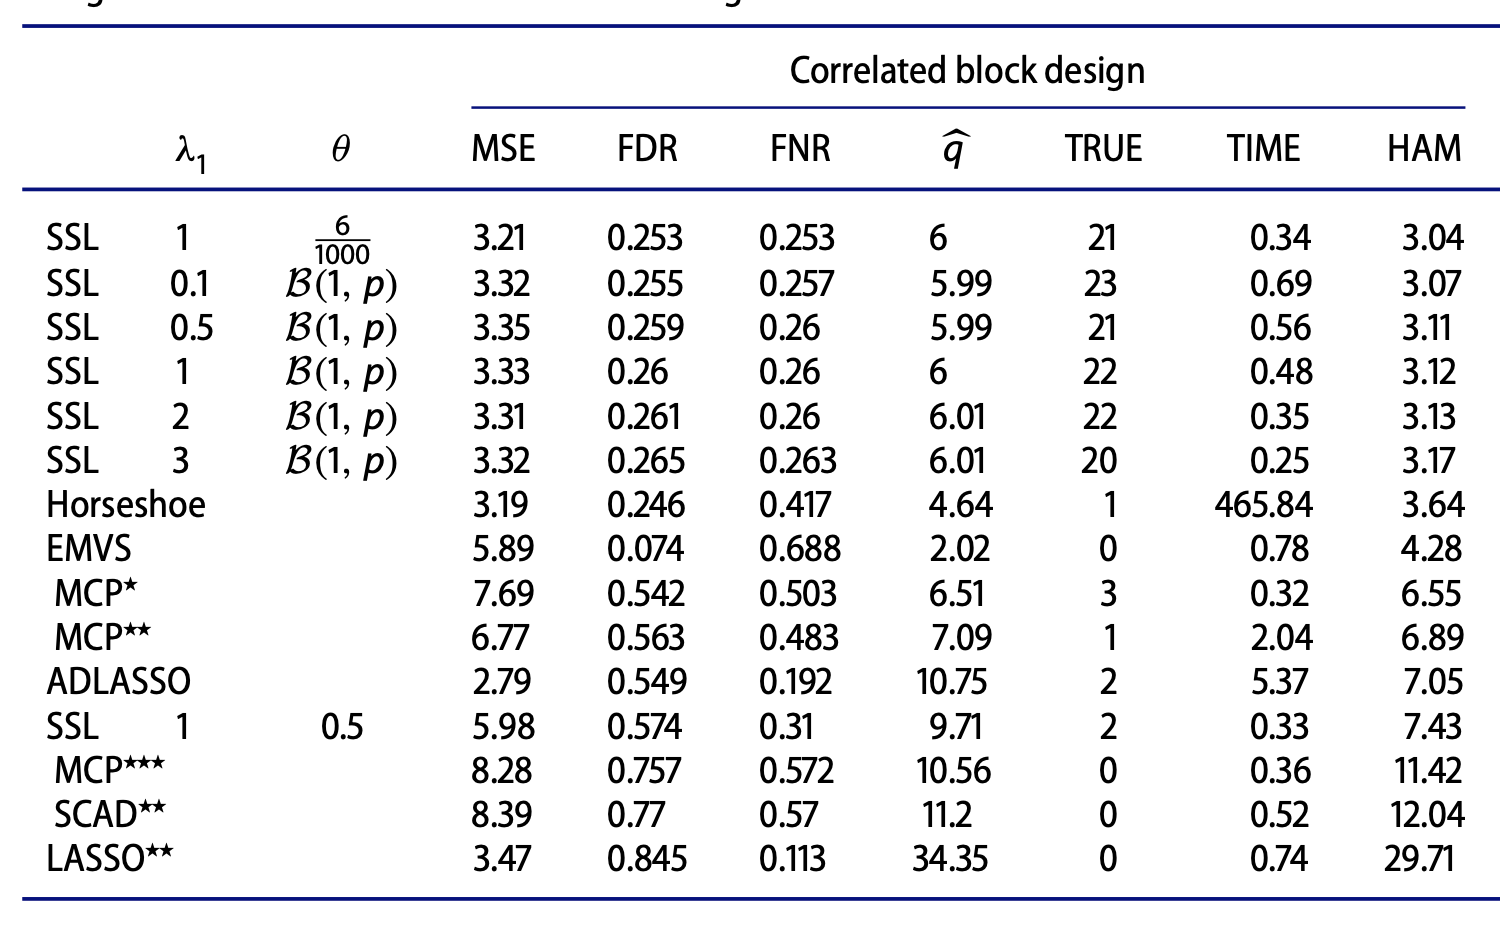 Correlated block design
λ₁ θ MSE FDR FNR q̂ TRUE TIME HAM
SSL 1 6/1000 3.21 0.253 0.253 6 21 0.34 3.04
SSL 0.1 ℬ(1, p) 3.32 0.255 0.257 5.99 23 0.69 3.07
SSL 0.5 ℬ(1, p) 3.35 0.259 0.26 5.99 21 0.56 3.11
SSL 1 ℬ(1, p) 3.33 0.26 0.26 6 22 0.48 3.12
SSL 2 ℬ(1, p) 3.31 0.261 0.26 6.01 22 0.35 3.13
SSL 3 ℬ(1, p) 3.32 0.265 0.263 6.01 20 0.25 3.17
Horseshoe 3.19 0.246 0.417 4.64 1 465.84 3.64
EMVS 5.89 0.074 0.688 2.02 0 0.78 4.28
MCP★ 7.69 0.542 0.503 6.51 3 0.32 6.55
MCP★★ 6.77 0.563 0.483 7.09 1 2.04 6.89
ADLASSO 2.79 0.549 0.192 10.75 2 5.37 7.05
SSL 1 0.5 5.98 0.574 0.31 9.71 2 0.33 7.43
MCP★★★ 8.28 0.757 0.572 10.56 0 0.36 11.42
SCAD★★ 8.39 0.77 0.57 11.2 0 0.52 12.04
LASSO★★ 3.47 0.845 0.113 34.35 0 0.74 29.71